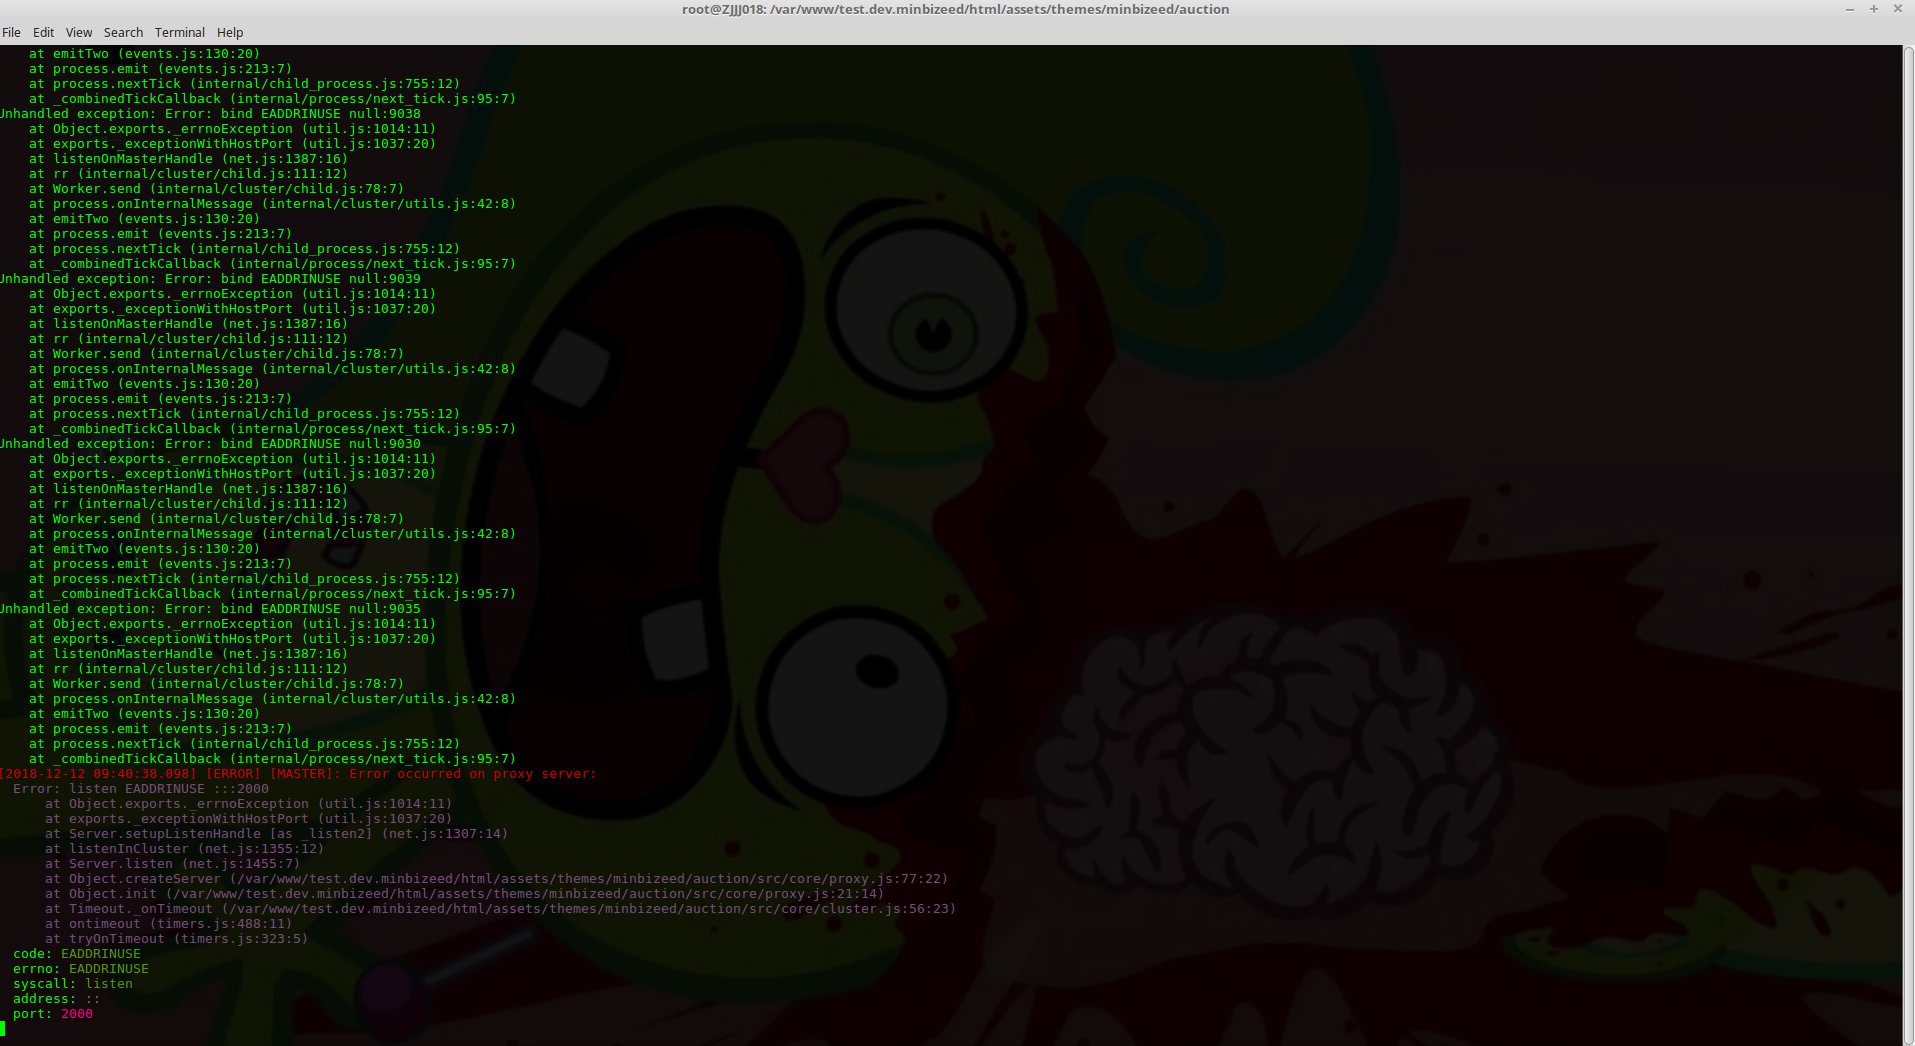 root@ZJJJ018: /var/www/test.dev.minbizeed/html/assets/themes/minbizeed/auction
File Edit View Search Terminal Help
at emitTwo (events.js:130:20)
at process.emit (events.js:213:7)
at process.nextTick (internal/child_process.js:755:12)
at _combinedTickCallback (internal/process/next_tick.js:95:7)
Unhandled exception: Error: bind EADDRINUSE null:9038
at Object.exports._errnoException (util.js:1014:11)
at exports._exceptionWithHostPort (util.js:1037:20)
at listenOnMasterHandle (net.js:1387:16)
at rr (internal/cluster/child.js:111:12)
at Worker.send (internal/cluster/child.js:78:7)
at process.onInternalMessage (internal/cluster/utils.js:42:8)
at emitTwo (events.js:130:20)
at process.emit (events.js:213:7)
at process.nextTick (internal/child_process.js:755:12)
at _combinedTickCallback (internal/process/next_tick.js:95:7)
Unhandled exception: Error: bind EADDRINUSE null:9039
at Object.exports._errnoException (util.js:1014:11)
at exports._exceptionWithHostPort (util.js:1037:20)
at listenOnMasterHandle (net.js:1387:16)
at rr (internal/cluster/child.js:111:12)
at Worker.send (internal/cluster/child.js:78:7)
at process.onInternalMessage (internal/cluster/utils.js:42:8)
at emitTwo (events.js:130:20)
at process.emit (events.js:213:7)
at process.nextTick (internal/child_process.js:755:12)
at _combinedTickCallback (internal/process/next_tick.js:95:7)
Unhandled exception: Error: bind EADDRINUSE null:9030
at Object.exports._errnoException (util.js:1014:11)
at exports._exceptionWithHostPort (util.js:1037:20)
at listenOnMasterHandle (net.js:1387:16)
at rr (internal/cluster/child.js:111:12)
at Worker.send (internal/cluster/child.js:78:7)
at process.onInternalMessage (internal/cluster/utils.js:42:8)
at emitTwo (events.js:130:20)
at process.emit (events.js:213:7)
at process.nextTick (internal/child_process.js:755:12)
at _combinedTickCallback (internal/process/next_tick.js:95:7)
Unhandled exception: Error: bind EADDRINUSE null:9035
at Object.exports._errnoException (util.js:1014:11)
at exports._exceptionWithHostPort (util.js:1037:20)
at listenOnMasterHandle (net.js:1387:16)
at rr (internal/cluster/child.js:111:12)
at Worker.send (internal/cluster/child.js:78:7)
at process.onInternalMessage (internal/cluster/utils.js:42:8)
at emitTwo (events.js:130:20)
at process.emit (events.js:213:7)
at process.nextTick (internal/child_process.js:755:12)
at _combinedTickCallback (internal/process/next_tick.js:95:7)
[2018-12-12 09:40:38.098] [ERROR] [MASTER]: Error occurred on proxy server:
Error: listen EADDRINUSE :::2000
at Object.exports._errnoException (util.js:1014:11)
at exports._exceptionWithHostPort (util.js:1037:20)
at Server.setupListenHandle [as _listen2] (net.js:1307:14)
at listenInCluster (net.js:1355:12)
at Server.listen (net.js:1455:7)
at Object.createServer (/var/www/test.dev.minbizeed/html/assets/themes/minbizeed/auction/src/core/proxy.js:77:22)
at Object.init (/var/www/test.dev.minbizeed/html/assets/themes/minbizeed/auction/src/core/proxy.js:21:14)
at Timeout._onTimeout (/var/www/test.dev.minbizeed/html/assets/themes/minbizeed/auction/src/core/cluster.js:56:23)
at ontimeout (timers.js:488:11)
at tryOnTimeout (timers.js:323:5)
code: EADDRINUSE
errno: EADDRINUSE
syscall: listen
address: ::
port: 2000